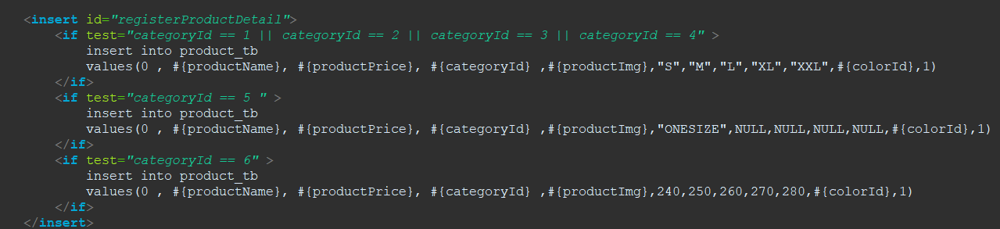 <insert id="registerProductDetail">
<if test="categoryId == 1 || categoryId == 2 || categoryId == 3 || categoryId == 4" >
insert into product_tb
values(0 , #{productName}, #{productPrice}, #{categoryId} ,#{productImg},"S","M","L","XL","XXL",#{colorId},1)
</if>
<if test="categoryId == 5 " >
insert into product_tb
values(0 , #{productName}, #{productPrice}, #{categoryId} ,#{productImg},"ONESIZE",NULL,NULL,NULL,NULL,#{colorId},1)
</if>
<if test="categoryId == 6" >
insert into product_tb
values(0 , #{productName}, #{productPrice}, #{categoryId} ,#{productImg},240,250,260,270,280,#{colorId},1)
</if>
</insert>